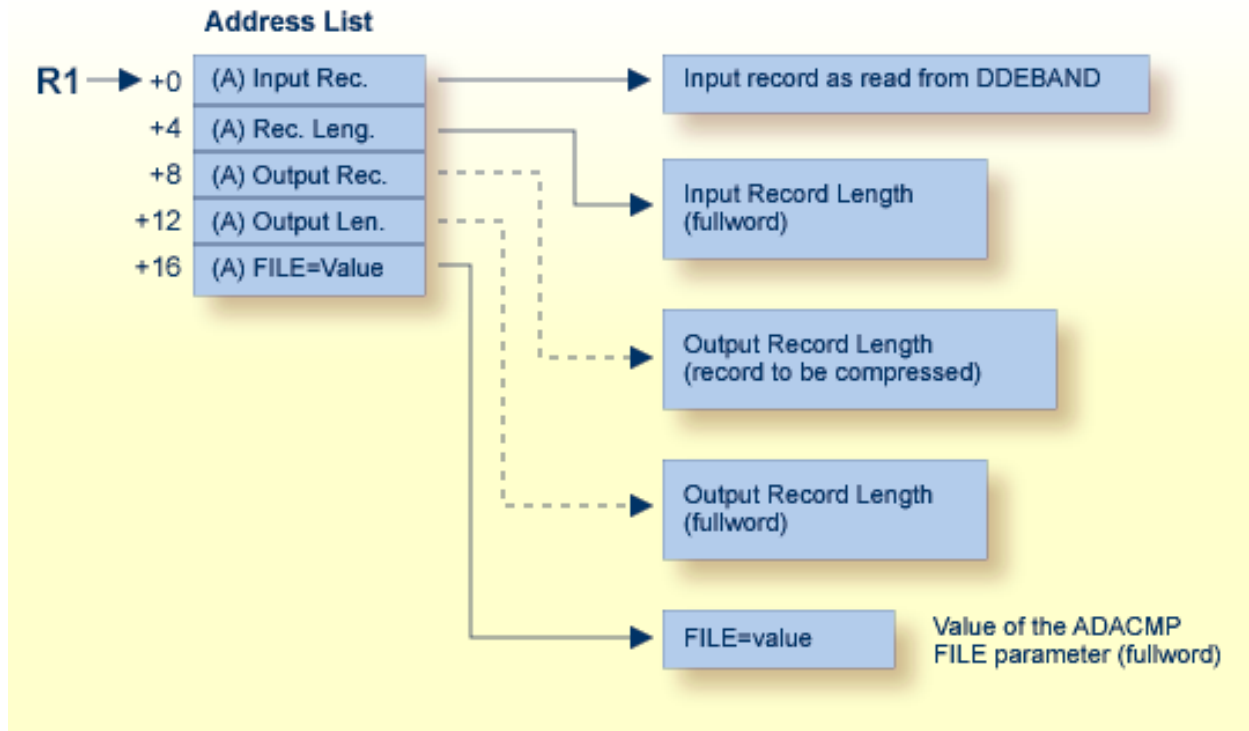 Address List
R1
+0
(A) Input Rec.
Input record as read from DDEBAND
+4
(A) Rec. Leng.
+8
(A) Output Rec.
Input Record Length
(fullword)
+12
(A) Output Len.
+16
(A) FILE=Value
Output Record Length
(record to be compressed)
Output Record Length
(fullword)
FILE=value
Value of the ADACMP
FILE parameter (fullword)